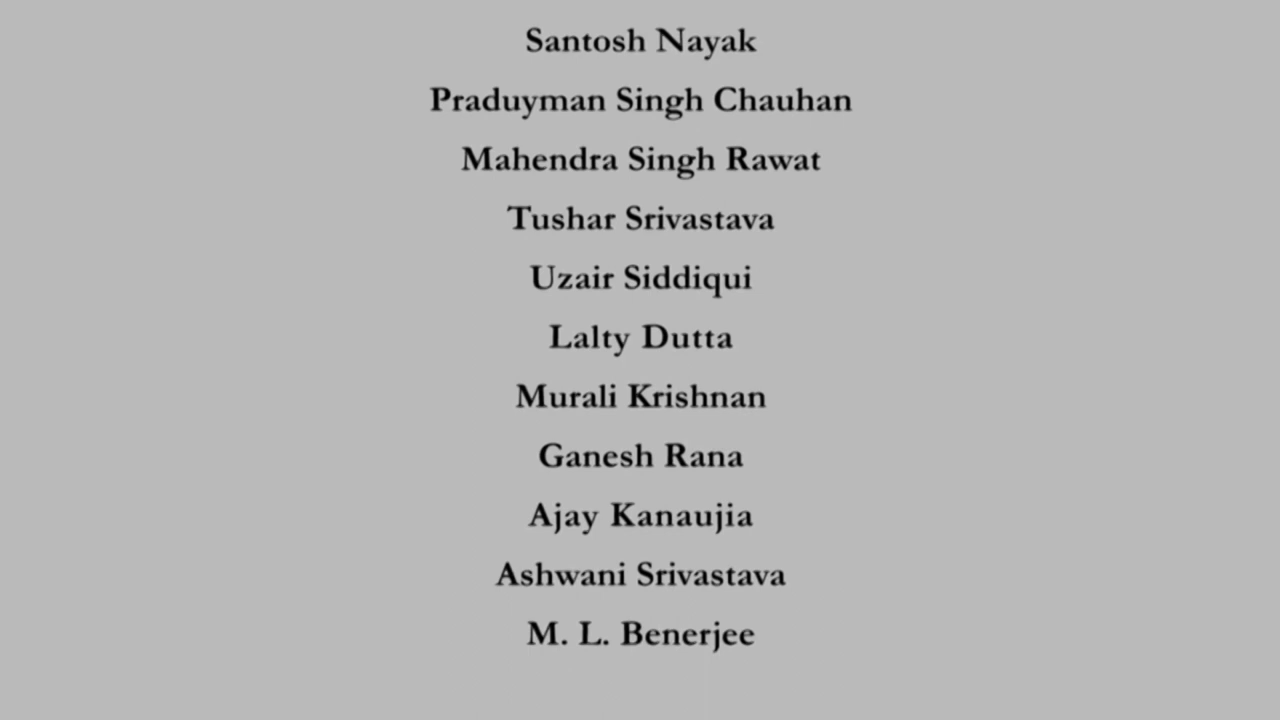 Santosh Nayak
Praduyman Singh Chauhan
Mahendra Singh Rawat
Tushar Srivastava
Uzair Siddiqui
Lalty Dutta
Murali Krishnan
Ganesh Rana
Ajay Kanaujia
Ashwani Srivastava
M. L. Benerjee